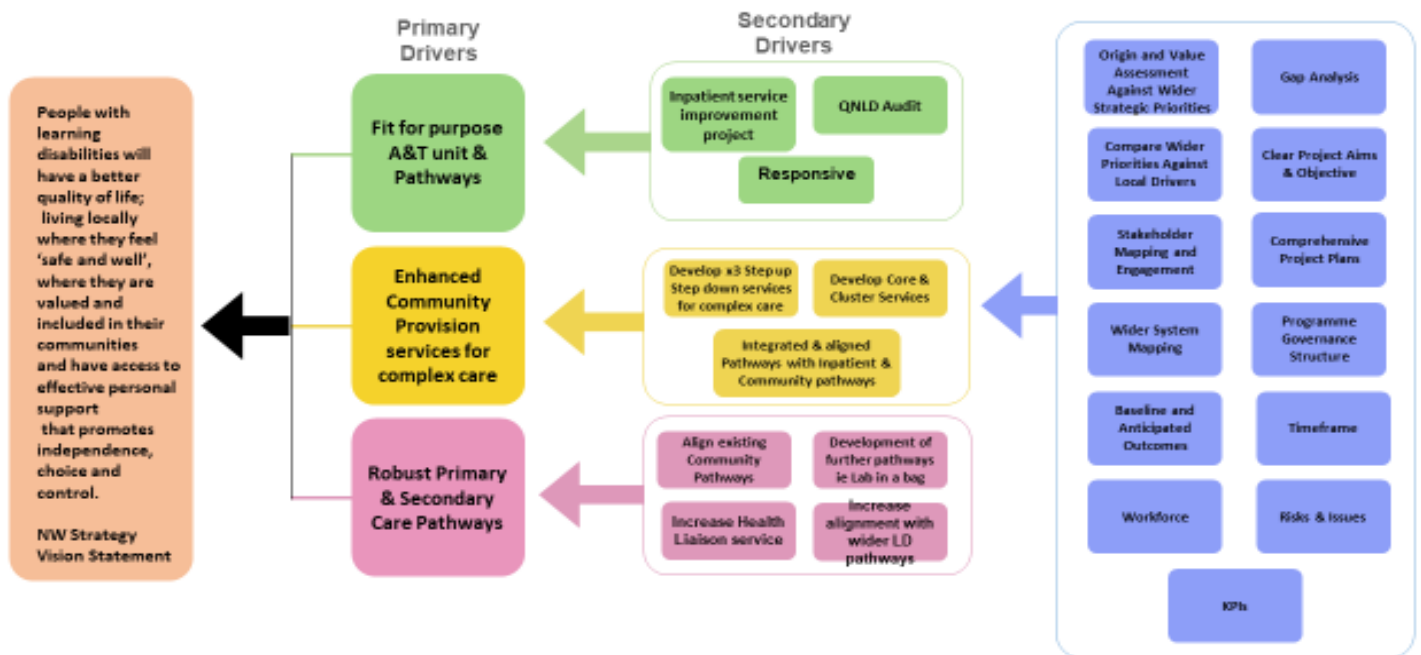 Primary
Drivers
Secondary
Drivers
People with
learning
disabilities will
have a better
quality of life;
living locally
where they feel
‘safe and well’,
where they are
valued and
included in their
communities
and have access to
effective personal
support
that promotes
independence,
choice and
control.
NW Strategy
Vision Statement
Fit for purpose
A&T unit &
Pathways
Enhanced
Community
Provision
services for
complex care
Robust Primary
& Secondary
Care Pathways
Inpatient service
improvement
project
QNLD Audit
Responsive
Develop x3 Step up
Step down services
for complex care
Develop Core &
Cluster Services
Integrated & aligned
Pathways with Inpatient &
Community pathways
Align existing
Community
Pathways
Development of
further pathways
ie Lab in a bag
Increase Health
Liaison service
Increase
alignment with
wider LD
pathways
Origin and Value
Assessment
Against Wider
Strategic Priorities
Gap Analysis
Compare Wider
Priorities Against
Local Drivers
Clear Project Aims
& Objective
Stakeholder
Mapping and
Engagement
Comprehensive
Project Plans
Wider System
Mapping
Programme
Governance
Structure
Baseline and
Anticipated
Outcomes
Timeframe
Workforce
Risks & Issues
KPIs